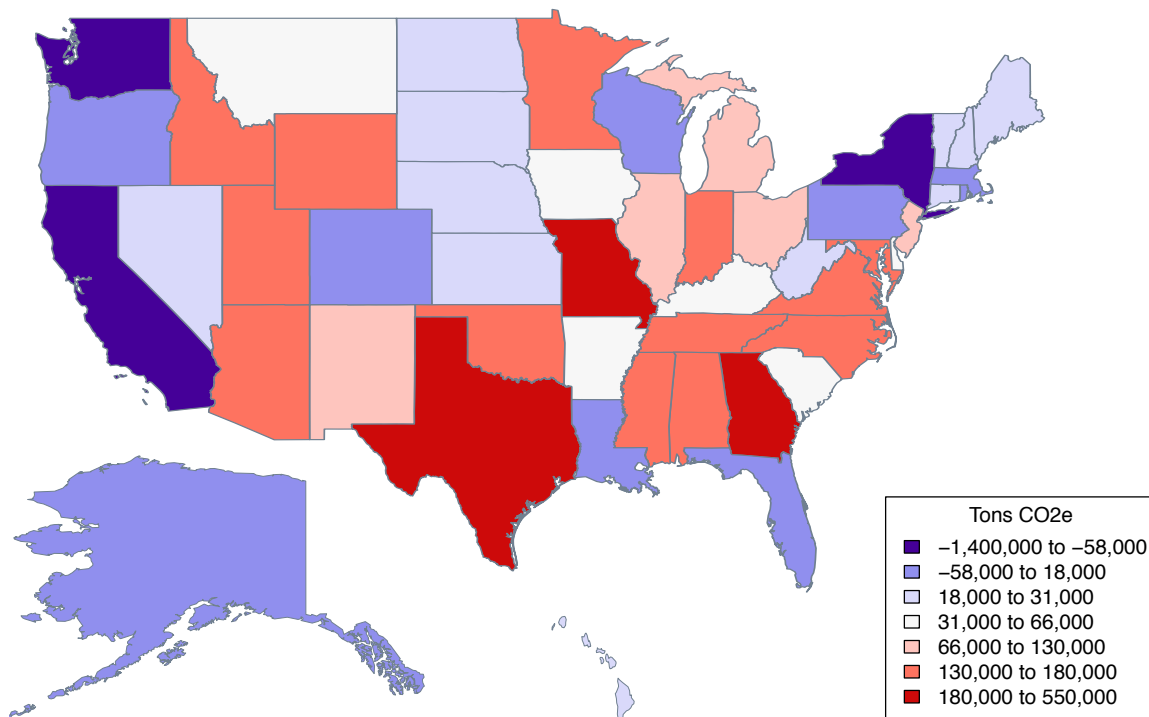 Tons CO2e
−1,400,000 to −58,000
−58,000 to 18,000
18,000 to 31,000
31,000 to 66,000
66,000 to 130,000
130,000 to 180,000
180,000 to 550,000